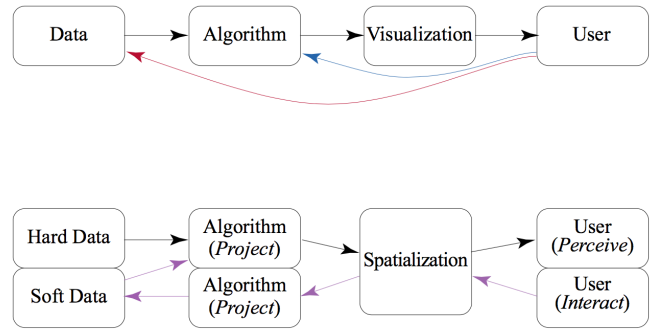 Data
Algorithm
Visualization
User
Hard Data
Algorithm
(Project)
Spatialization
User
(Perceive)
Soft Data
Algorithm
(Project)
User
(Interact)